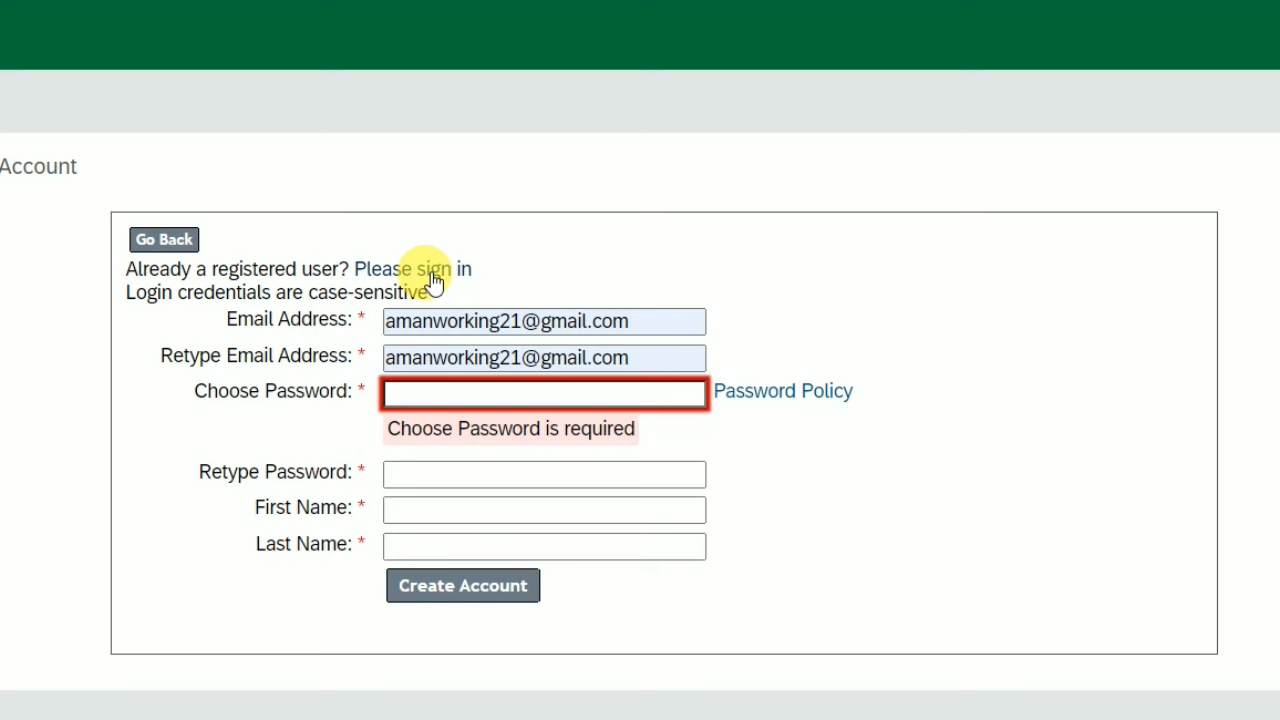 Account
Go Back
Already a registered user? Please sign in
Login credentials are case-sensitive
Email Address: * amanworking21@gmail.com
Retype Email Address: * amanworking21@gmail.com
Choose Password: * Password Policy
Choose Password is required
Retype Password: *
First Name: *
Last Name: *
Create Account